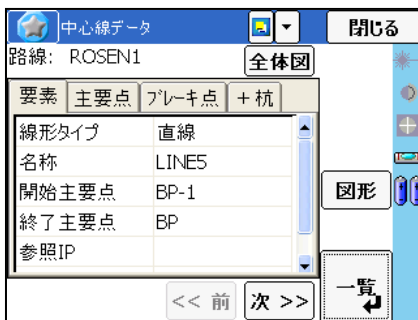 中心線データ
閉じる
路線: ROSEN1
全体図
要素 主要点 ブレーキ点 +杭
線形タイプ 直線
名称 LINE5
開始主要点 BP-1
終了主要点 BP
参照IP
図形
<< 前 次 >>
一覧